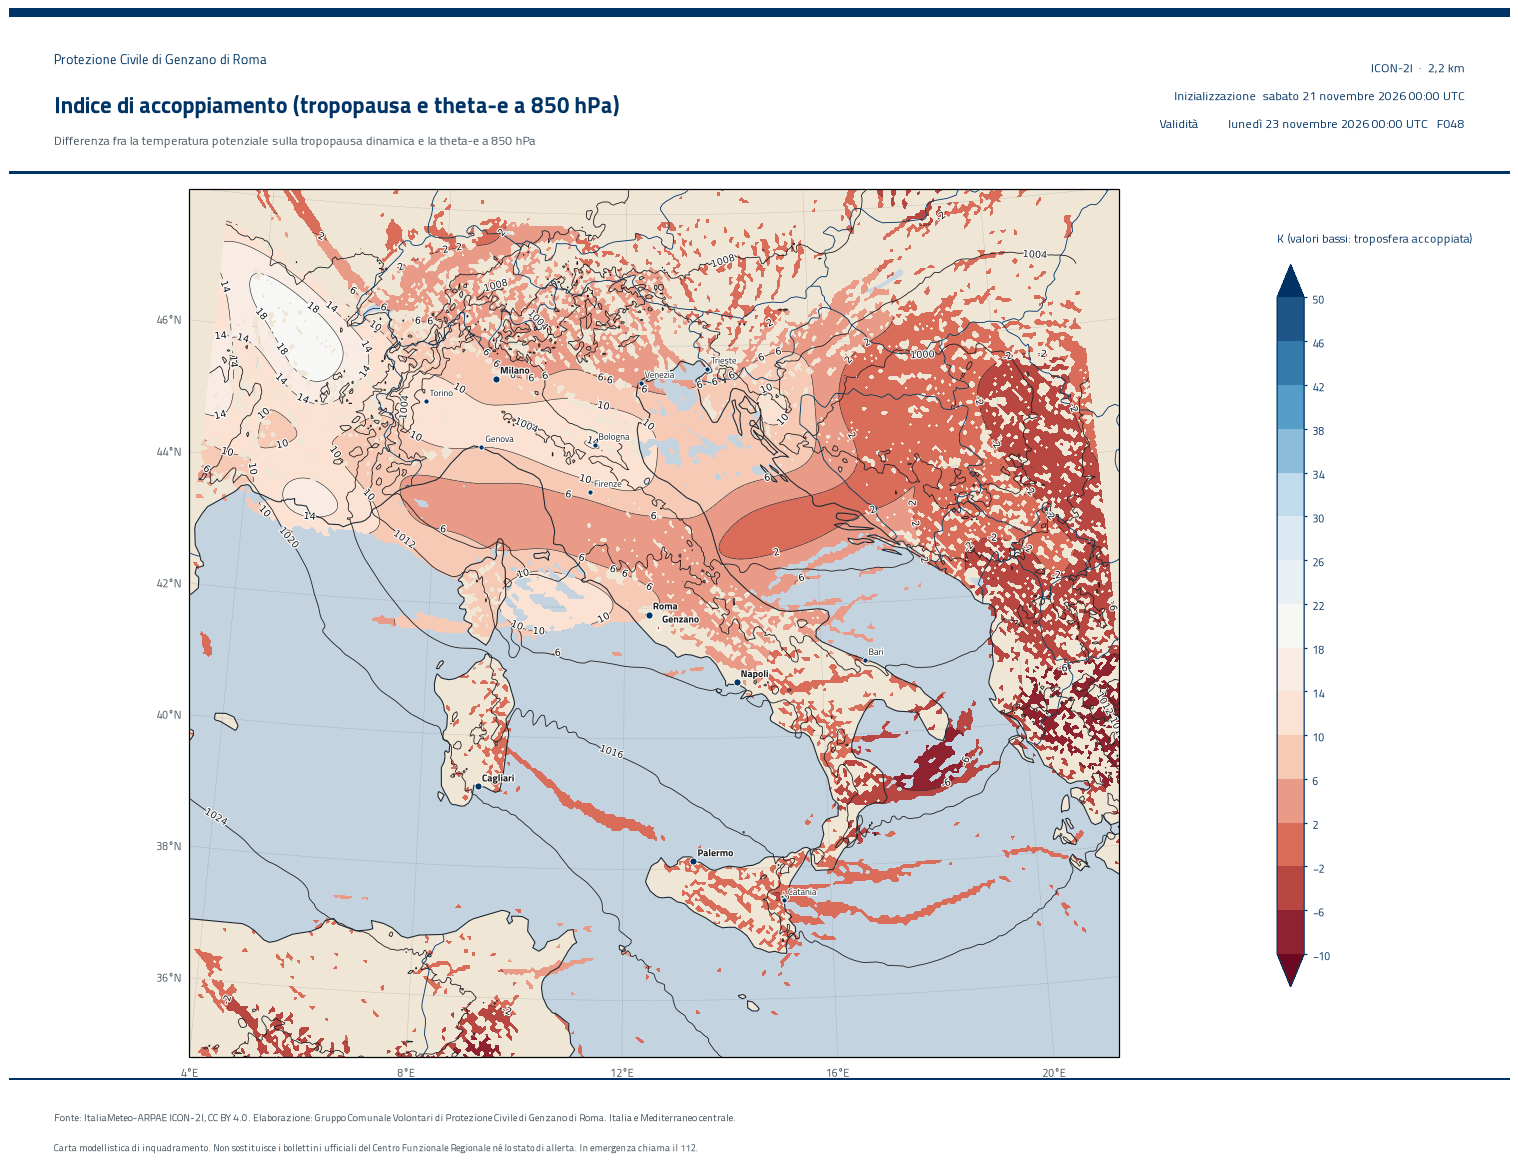 Protezione Civile di Genzano di Roma
Indice di accoppiamento (tropopausa e theta-e a 850 hPa)
Differenza fra la temperatura potenziale sulla tropopausa dinamica e la theta-e a 850 hPa
ICON-2I · 2,2 km
Inizializzazione sabato 21 novembre 2026 00:00 UTC
Validità lunedì 23 novembre 2026 00:00 UTC F048
K (valori bassi: troposfera accoppiata)
50
46
42
38
34
30
26
22
18
14
10
6
2
−2
−6
−10
46°N
44°N
42°N
40°N
38°N
36°N
4°E
8°E
12°E
16°E
20°E
Milano
Torino
Venezia
Trieste
Genova
Bologna
Firenze
Roma
Genzano
Napoli
Bari
Cagliari
Palermo
Catania
1008
1008
1004
1004
1000
1004
1004
1020
1012
1016
1024
1012
Fonte: ItaliaMeteo-ARPAE ICON-2I, CC BY 4.0. Elaborazione: Gruppo Comunale Volontari di Protezione Civile di Genzano di Roma. Italia e Mediterraneo centrale.
Carta modellistica di inquadramento. Non sostituisce i bollettini ufficiali del Centro Funzionale Regionale né lo stato di allerta. In emergenza chiama il 112.